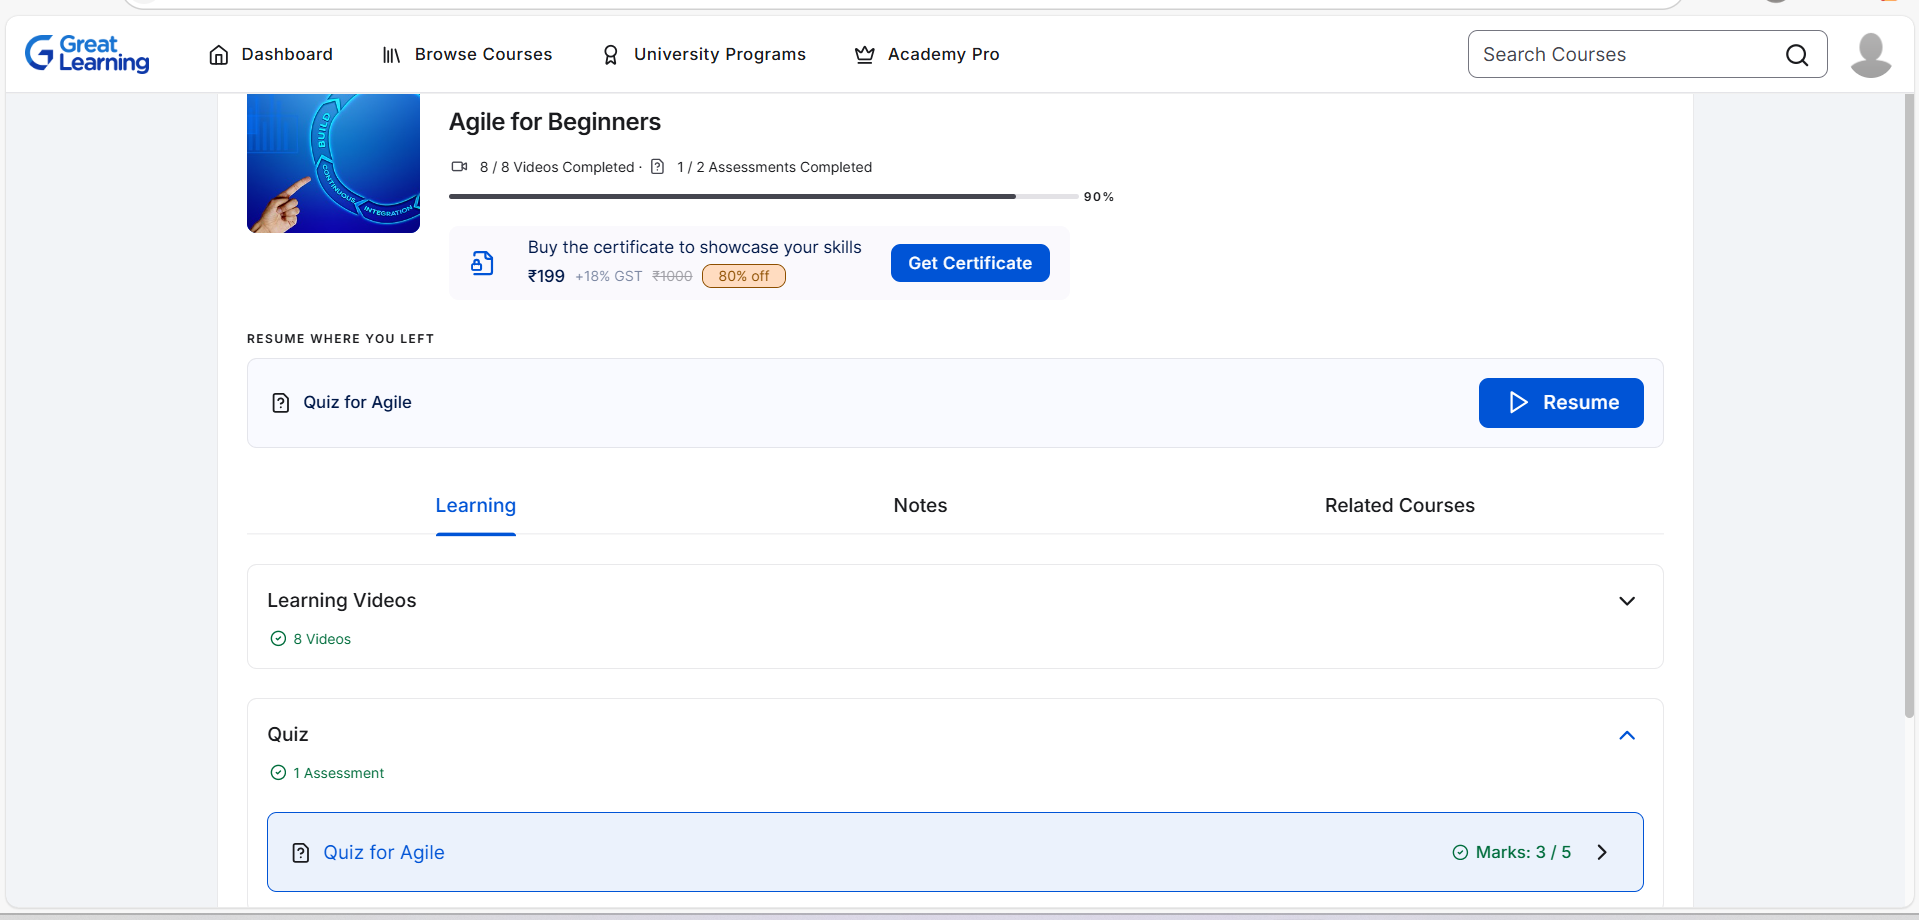 Great Learning
Dashboard
Browse Courses
University Programs
Academy Pro
Search Courses
BUILD
CONTINUOUS
INTEGRATION
Agile for Beginners
8 / 8 Videos Completed · 1 / 2 Assessments Completed
90%
Buy the certificate to showcase your skills
₹199 +18% GST ₹1000 80% off
Get Certificate
RESUME WHERE YOU LEFT
Quiz for Agile
Resume
Learning
Notes
Related Courses
Learning Videos
8 Videos
Quiz
1 Assessment
Quiz for Agile
Marks: 3 / 5